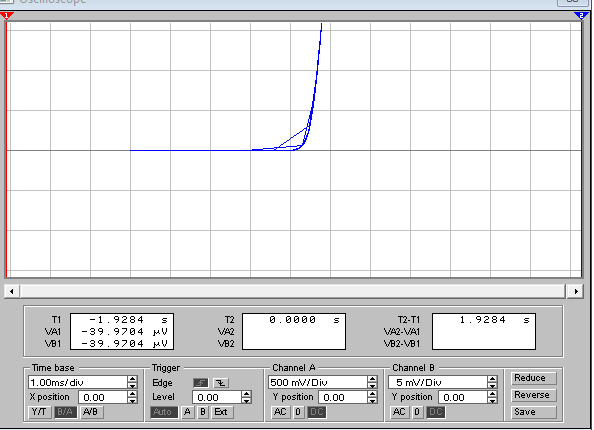 Oscilloscope
1 2
T1 -1.9284 s T2 0.0000 s T2-T1 1.9284 s
VA1 -39.9704 µV VA2 VA2-VA1
VB1 -39.9704 µV VB2 VB2-VB1
Time base Trigger Channel A Channel B
1.00ms/div Edge 500 mV/Div 5 mV/Div Reduce
X position 0.00 Level 0.00 Y position 0.00 Y position 0.00 Reverse
Y/T B/A A/B Auto A B Ext AC 0 DC AC 0 DC Save